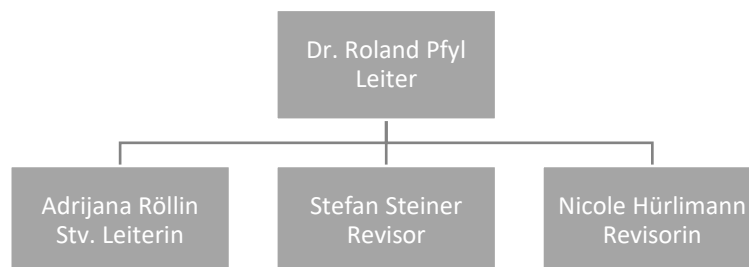 Dr. Roland Pfyl
Leiter
Adrijana Röllin
Stv. Leiterin
Stefan Steiner
Revisor
Nicole Hürlimann
Revisorin